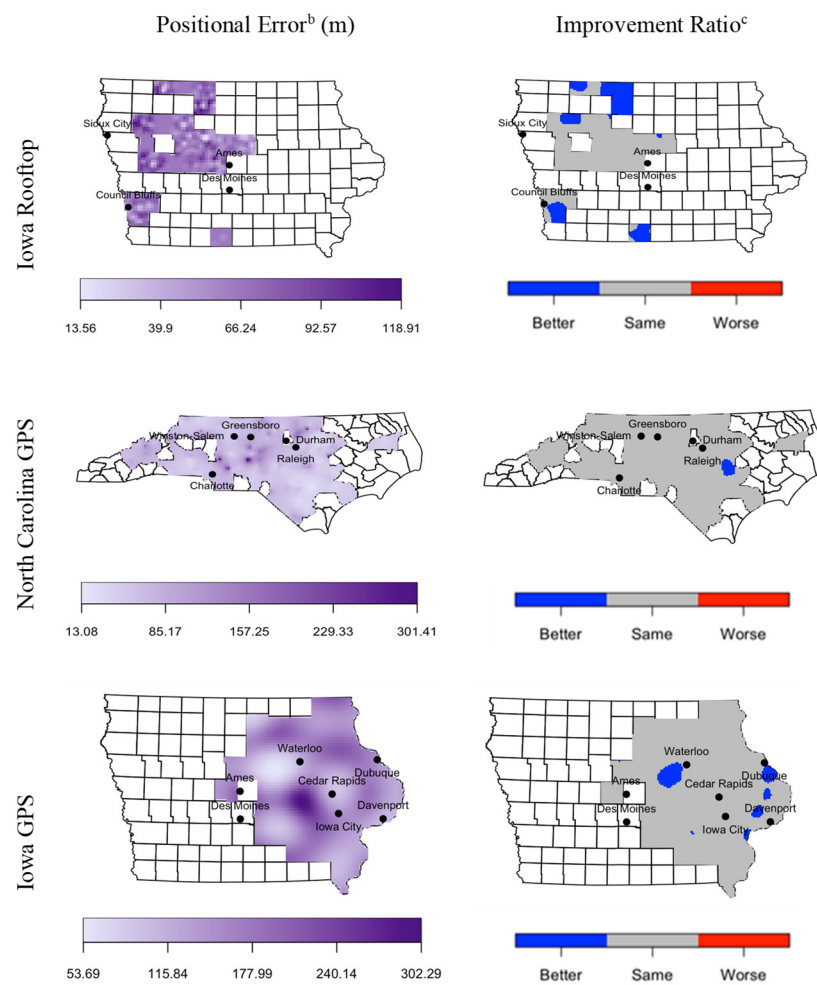 Positional Errorᵇ (m)
Improvement Ratioᶜ
Iowa Rooftop
Sioux City
Ames
Des Moines
Council Bluffs
13.56 39.9 66.24 92.57 118.91
Sioux City
Ames
Des Moines
Council Bluffs
Better Same Worse
North Carolina GPS
Greensboro
Winston-Salem
Durham
Raleigh
Charlotte
13.08 85.17 157.25 229.33 301.41
Greensboro
Winston-Salem
Durham
Raleigh
Charlotte
Better Same Worse
Iowa GPS
Waterloo
Dubuque
Ames
Cedar Rapids
Des Moines
Davenport
Iowa City
53.69 115.84 177.99 240.14 302.29
Waterloo
Dubuque
Ames
Cedar Rapids
Des Moines
Davenport
Iowa City
Better Same Worse